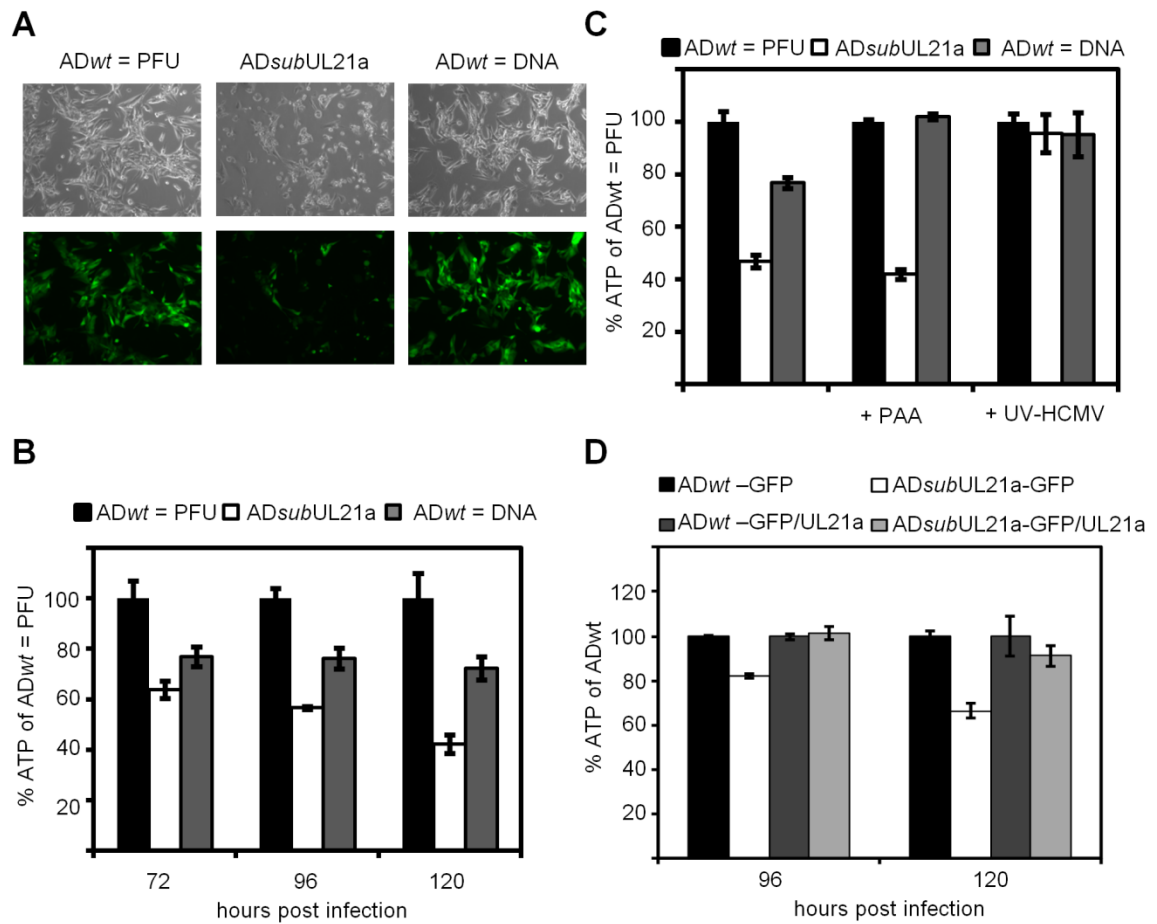 A
ADwt = PFU ADsubUL21a ADwt = DNA
B
ADwt = PFU ADsubUL21a ADwt = DNA
% ATP of ADwt = PFU
100
80
60
40
20
72 96 120
hours post infection
C
ADwt = PFU ADsubUL21a ADwt = DNA
% ATP of ADwt = PFU
100
80
60
40
20
+ PAA + UV-HCMV
D
ADwt –GFP ADsubUL21a-GFP
ADwt –GFP/UL21a ADsubUL21a-GFP/UL21a
% ATP of ADwt
120
100
80
60
40
20
96 120
hours post infection